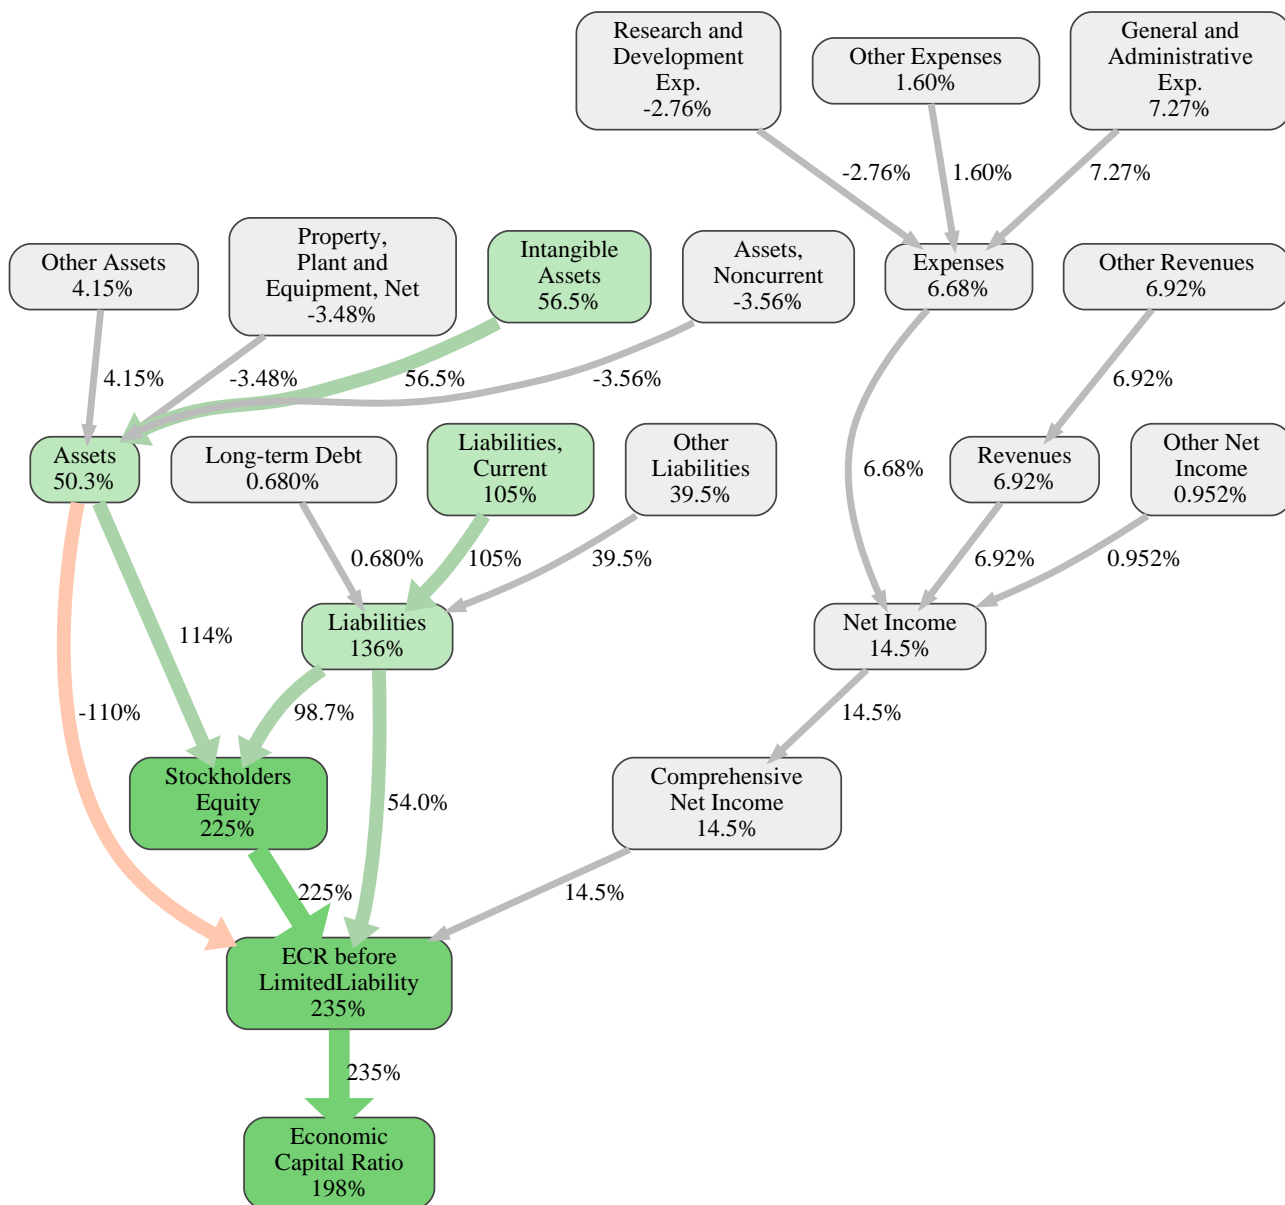 Research and
Development
Exp.
-2.76%
Other Expenses
1.60%
General and
Administrative
Exp.
7.27%
-2.76%
1.60%
7.27%
Other Assets
4.15%
Property,
Plant and
Equipment, Net
-3.48%
Intangible
Assets
56.5%
Assets,
Noncurrent
-3.56%
Expenses
6.68%
Other Revenues
6.92%
4.15%
-3.48%
56.5%
-3.56%
6.92%
Assets
50.3%
Long-term Debt
0.680%
Liabilities,
Current
105%
Other
Liabilities
39.5%
6.68%
Revenues
6.92%
Other Net
Income
0.952%
0.680%
105%
39.5%
6.92%
0.952%
114%
Liabilities
136%
Net Income
14.5%
-110%
98.7%
14.5%
Stockholders
Equity
225%
54.0%
Comprehensive
Net Income
14.5%
225%
14.5%
ECR before
LimitedLiability
235%
235%
Economic
Capital Ratio
198%